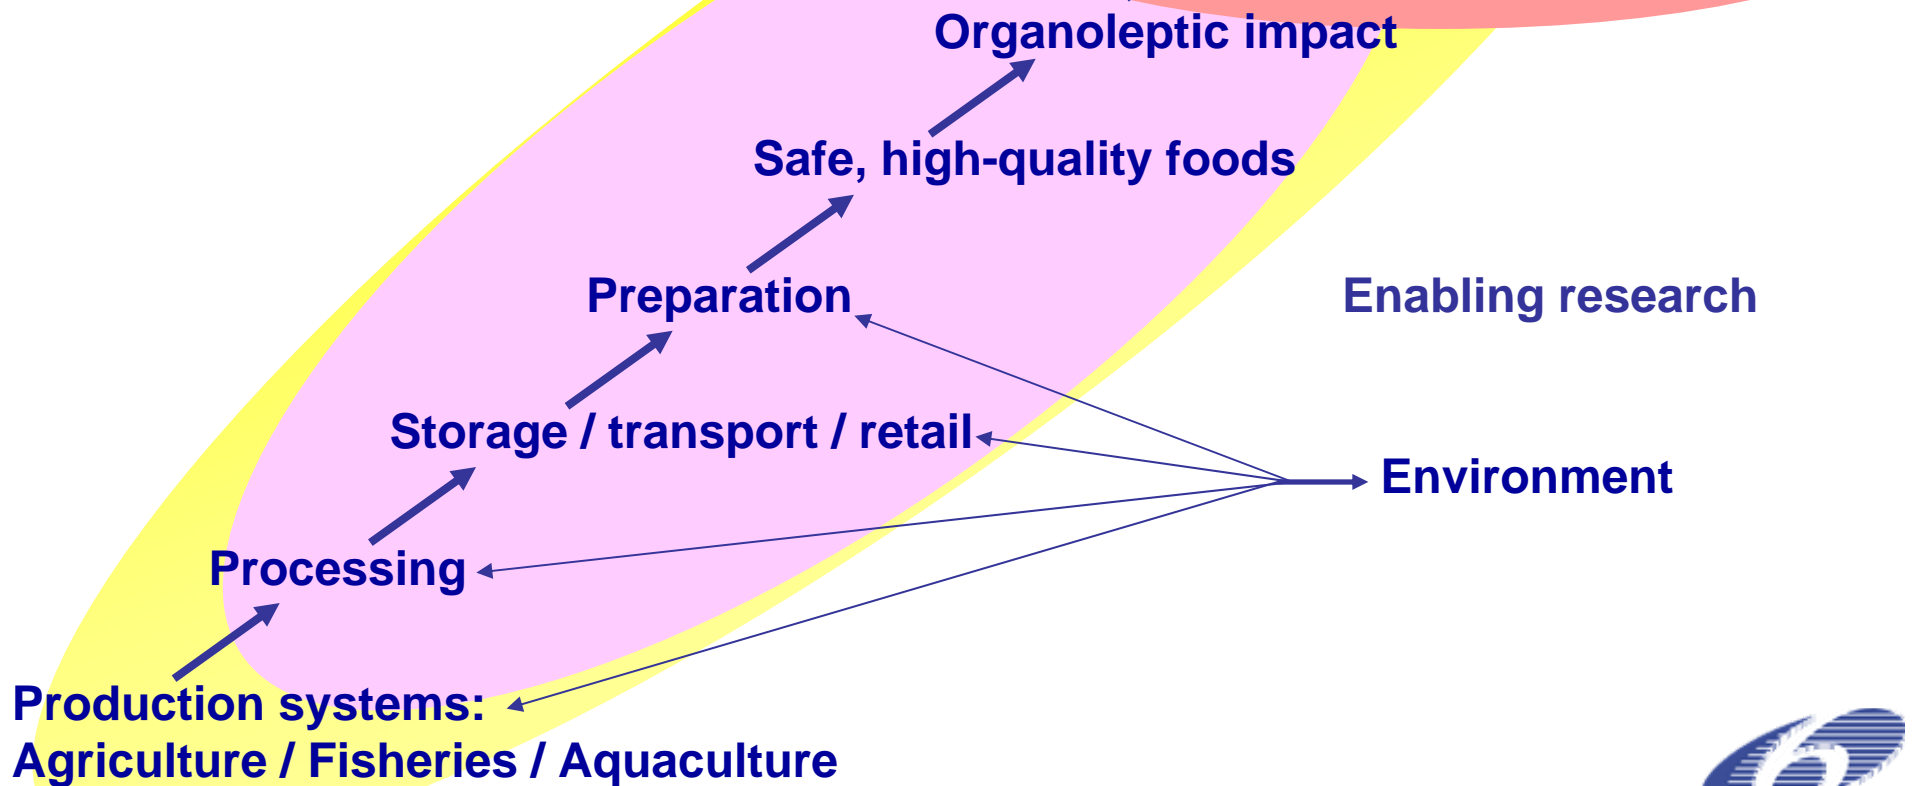 Organoleptic impact
Safe, high-quality foods
Preparation
Enabling research
Storage / transport / retail
Environment
Processing
Production systems:
Agriculture / Fisheries / Aquaculture